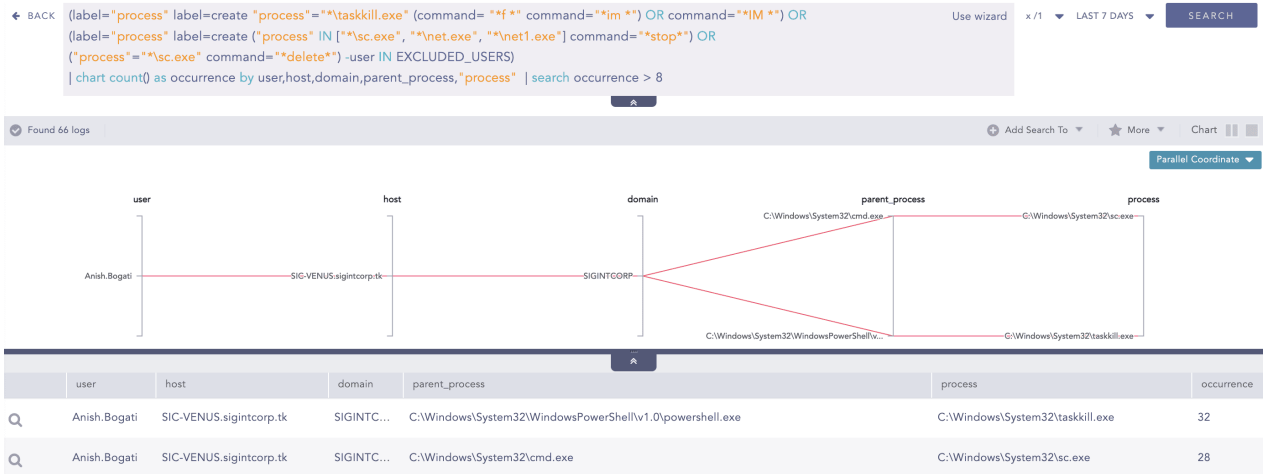 BACK
(label="process" label=create "process"="*\taskkill.exe" (command= "*f *" command="*im *") OR command="*IM *") OR
(label="process" label=create ("process" IN ["*\sc.exe", "*\net.exe", "*\net1.exe"] command="*stop*") OR
("process"="*\sc.exe" command="*delete*") -user IN EXCLUDED_USERS)
| chart count() as occurrence by user,host,domain,parent_process,"process" | search occurrence > 8
Use wizard x /1 LAST 7 DAYS SEARCH
Found 66 logs Add Search To More Chart
Parallel Coordinate
user host domain parent_process process
C:\Windows\System32\cmd.exe C:\Windows\System32\sc.exe
Anish.Bogati SIC-VENUS.sigintcorp.tk SIGINTCORP
C:\Windows\System32\WindowsPowerShell\v... C:\Windows\System32\taskkill.exe
user host domain parent_process process occurrence
Anish.Bogati SIC-VENUS.sigintcorp.tk SIGINTC... C:\Windows\System32\WindowsPowerShell\v1.0\powershell.exe C:\Windows\System32\taskkill.exe 32
Anish.Bogati SIC-VENUS.sigintcorp.tk SIGINTC... C:\Windows\System32\cmd.exe C:\Windows\System32\sc.exe 28